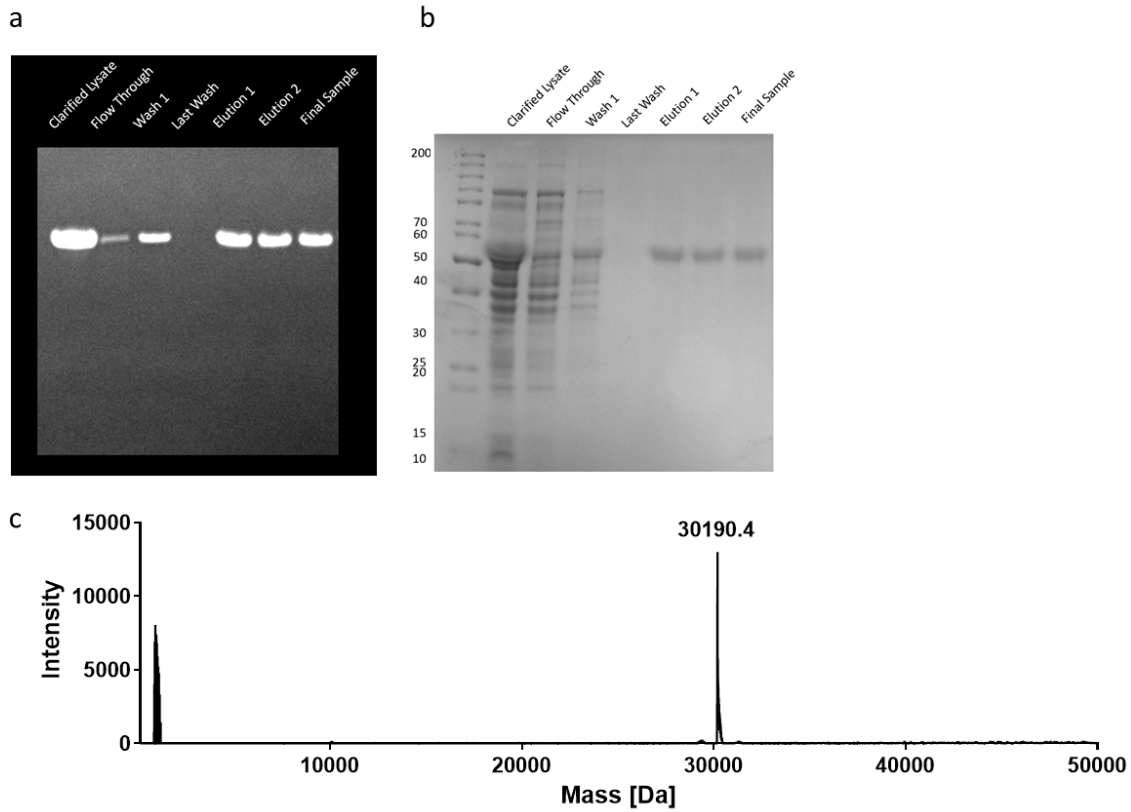 a
Clarified Lysate
Flow Through
Wash 1
Last Wash
Elution 1
Elution 2
Final Sample
b
Clarified Lysate
Flow Through
Wash 1
Last Wash
Elution 1
Elution 2
Final Sample
200
70
60
50
40
30
25
20
15
10
c
15000
10000
5000
0
Intensity
30190.4
10000
20000
30000
40000
50000
Mass [Da]